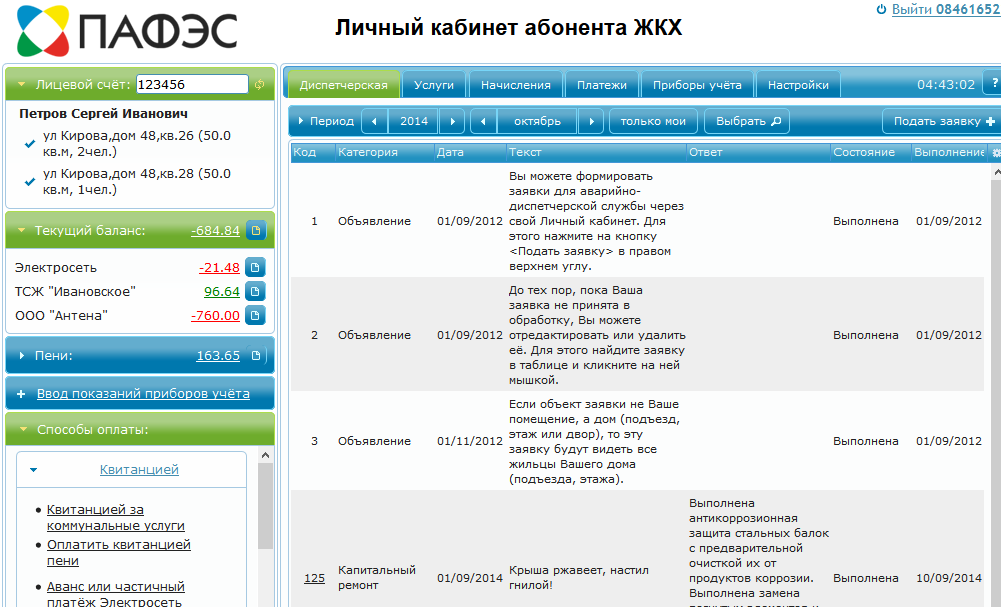 ПАФЭС
Личный кабинет абонента ЖКХ
Выйти 08461652
Лицевой счёт: 123456
Петров Сергей Иванович
ул Кирова,дом 48,кв.26 (50.0
кв.м, 2чел.)
ул Кирова,дом 48,кв.28 (50.0
кв.м, 1чел.)
Текущий баланс: -684.84
Электросеть -21.48
ТСЖ "Ивановское" 96.64
ООО "Антена" -760.00
Пени: 163.65
Ввод показаний приборов учёта
Способы оплаты:
Квитанцией
Квитанцией за
коммунальные услуги
Оплатить квитанцией
пени
Аванс или частичный
платёж Электросеть
Диспетчерская Услуги Начисления Платежи Приборы учёта Настройки 04:43:02 ?
Период 2014 октябрь только мои Выбрать Подать заявку
Код Категория Дата Текст Ответ Состояние Выполнение
Вы можете формировать
заявки для аварийно-
диспетчерской службы через
1 Объявление 01/09/2012 свой Личный кабинет. Для Выполнена 01/09/2012
этого нажмите на кнопку
<Подать заявку> в правом
верхнем углу.
До тех пор, пока Ваша
заявка не принята в
обработку, Вы можете
2 Объявление 01/09/2012 отредактировать или удалить Выполнена 01/09/2012
её. Для этого найдите заявку
в таблице и кликните на ней
мышкой.
Если объект заявки не Ваше
помещение, а дом (подъезд,
этаж или двор), то эту
3 Объявление 01/11/2012 заявку будут видеть все Выполнена 01/09/2012
жильцы Вашего дома
(подъезда, этажа).
Выполнена
антикоррозионная
защита стальных балок
с предварительной
очисткой их от
125 Капитальный ремонт 01/09/2014 Крыша ржавеет, настил гнилой! продуктов коррозии. Выполнена 10/09/2014
Выполнена замена